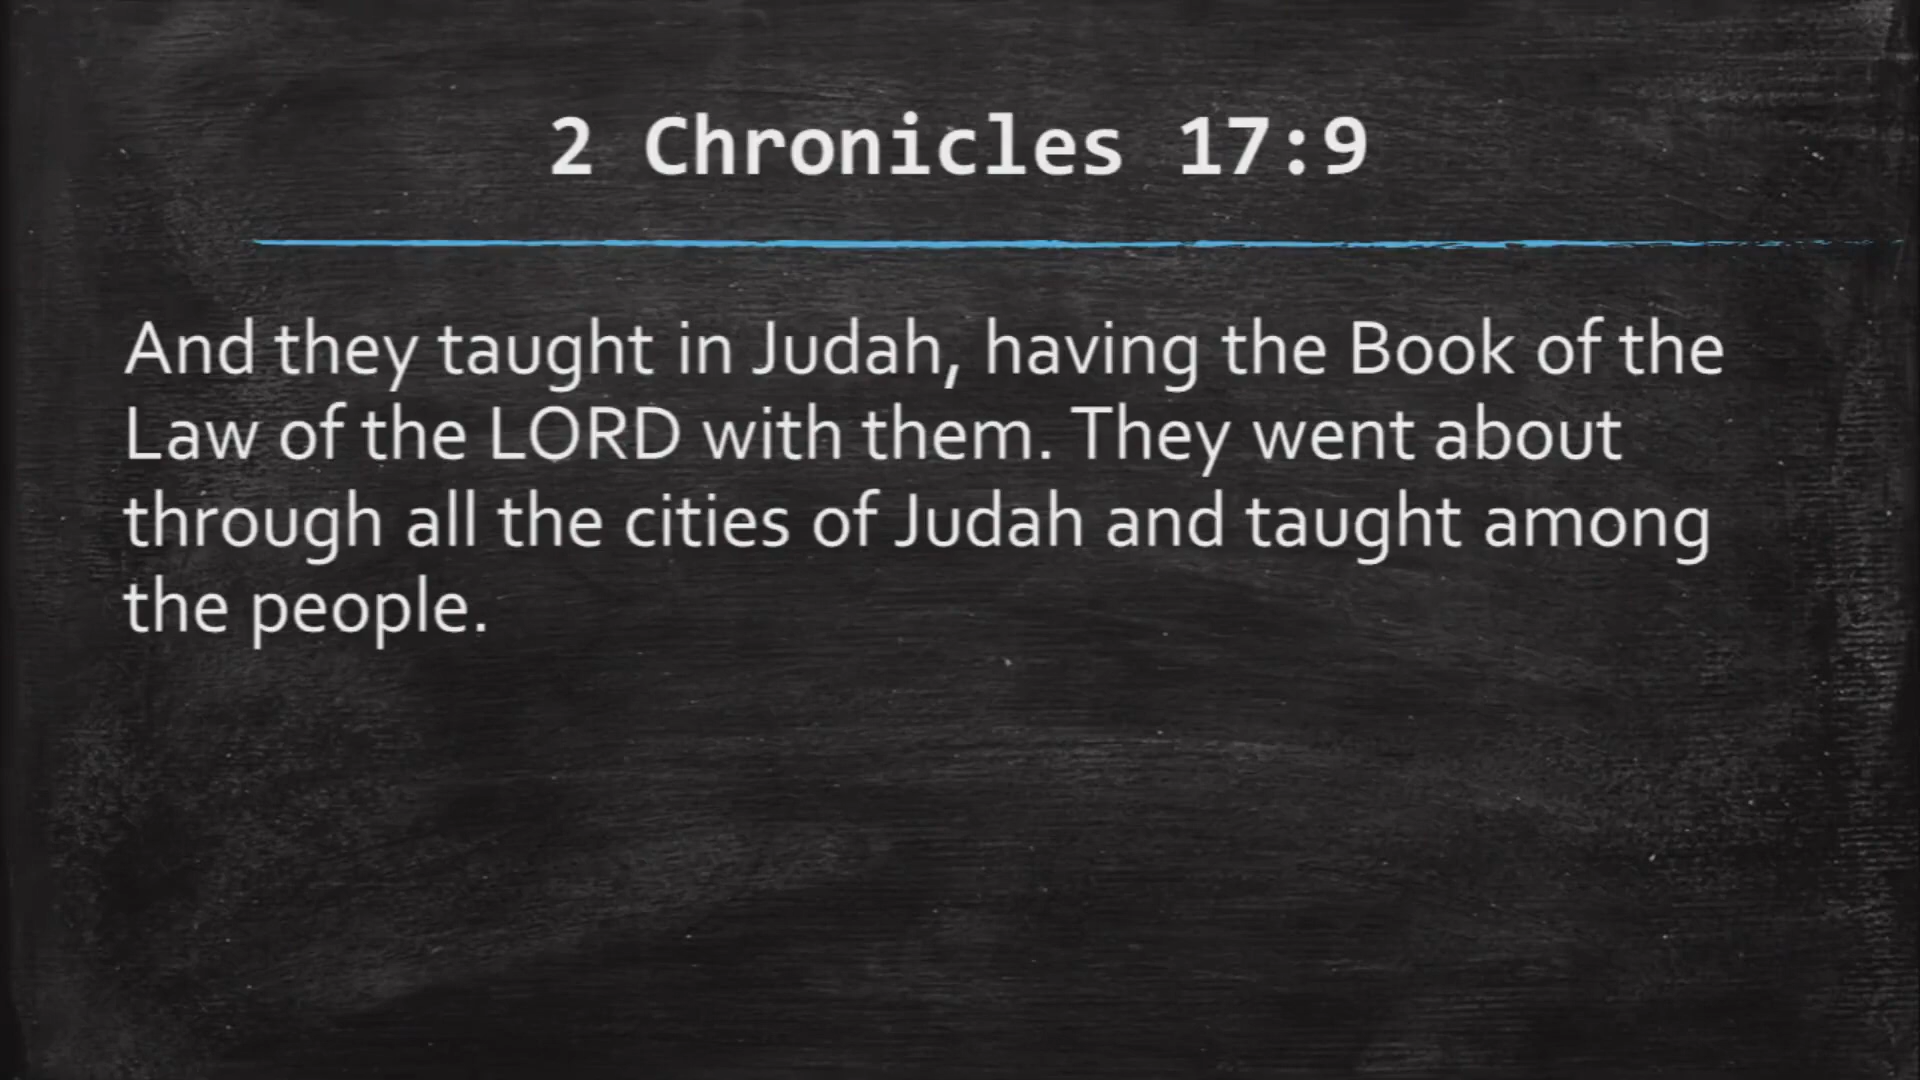 2 Chronicles 17:9
And they taught in Judah, having the Book of the
Law of the LORD with them. They went about
through all the cities of Judah and taught among
the people.